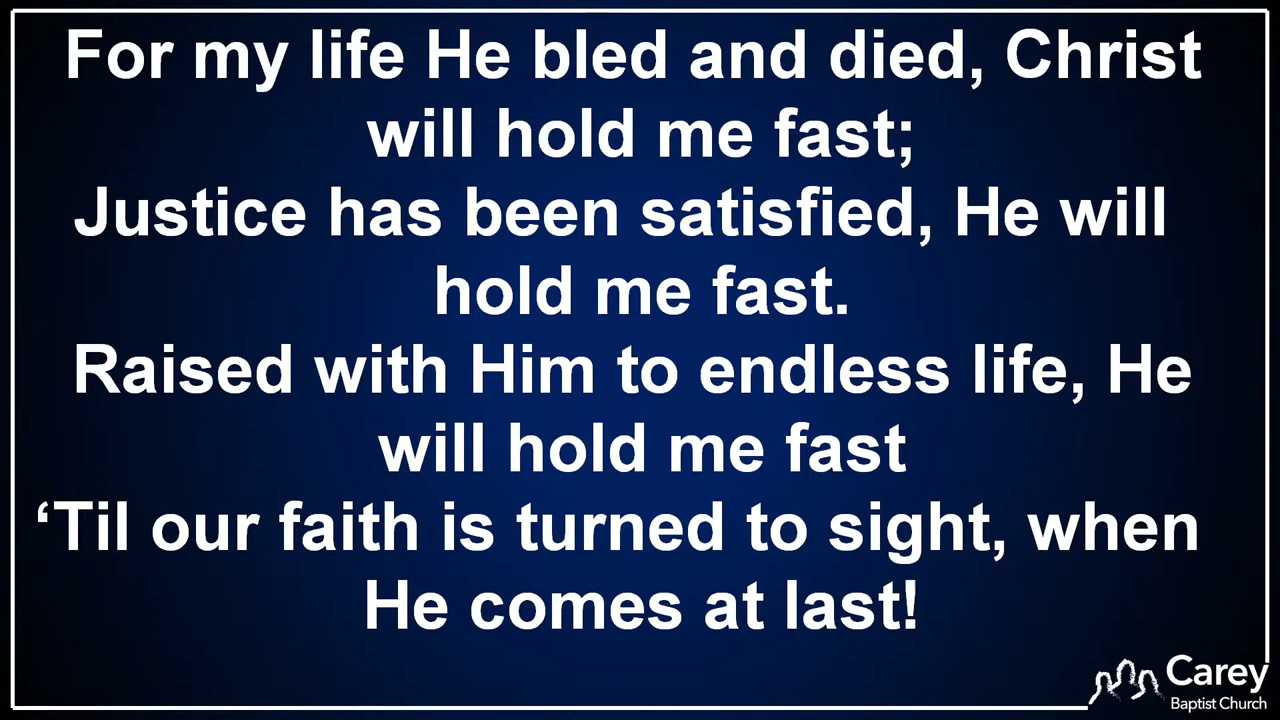 For my life He bled and died, Christ
will hold me fast;
Justice has been satisfied, He will
hold me fast.
Raised with Him to endless life, He
will hold me fast
‘Til our faith is turned to sight, when
He comes at last!
Carey
Baptist Church